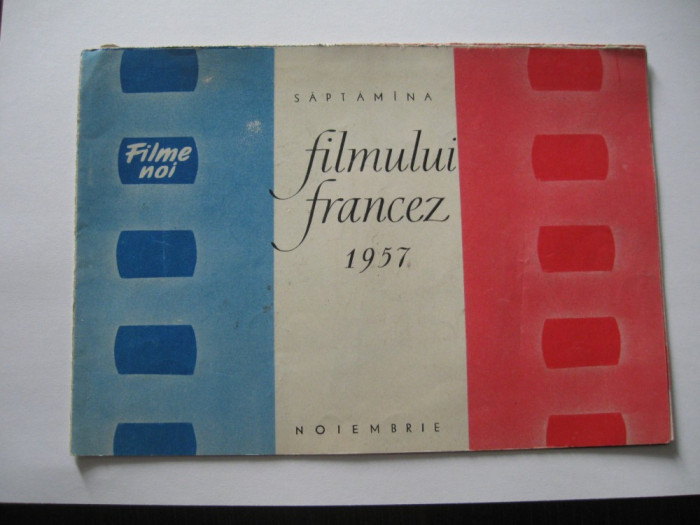 SĂPTĂMÎNA
Filme
noi
filmului
francez
1957
NOIEMBRIE